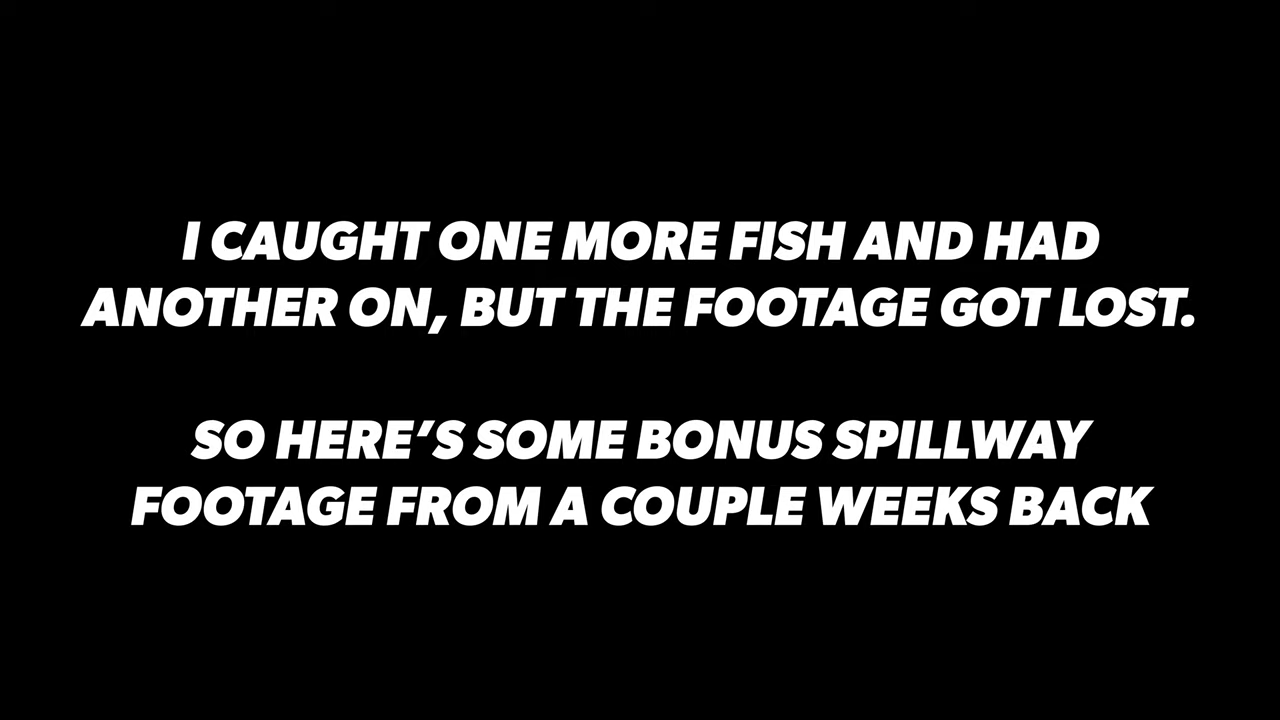 I CAUGHT ONE MORE FISH AND HAD
ANOTHER ON, BUT THE FOOTAGE GOT LOST.
SO HERE’S SOME BONUS SPILLWAY
FOOTAGE FROM A COUPLE WEEKS BACK